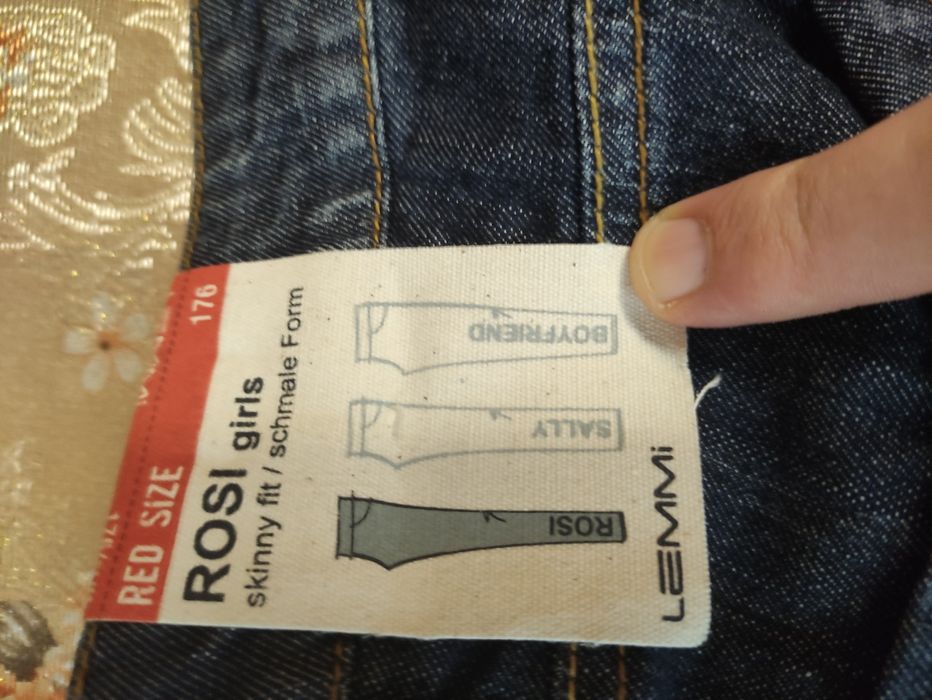 RED SIZE 176
ROSI girls
skinny fit / schmale Form
BOYFRIEND
SALLY
ROSI
LEMMi